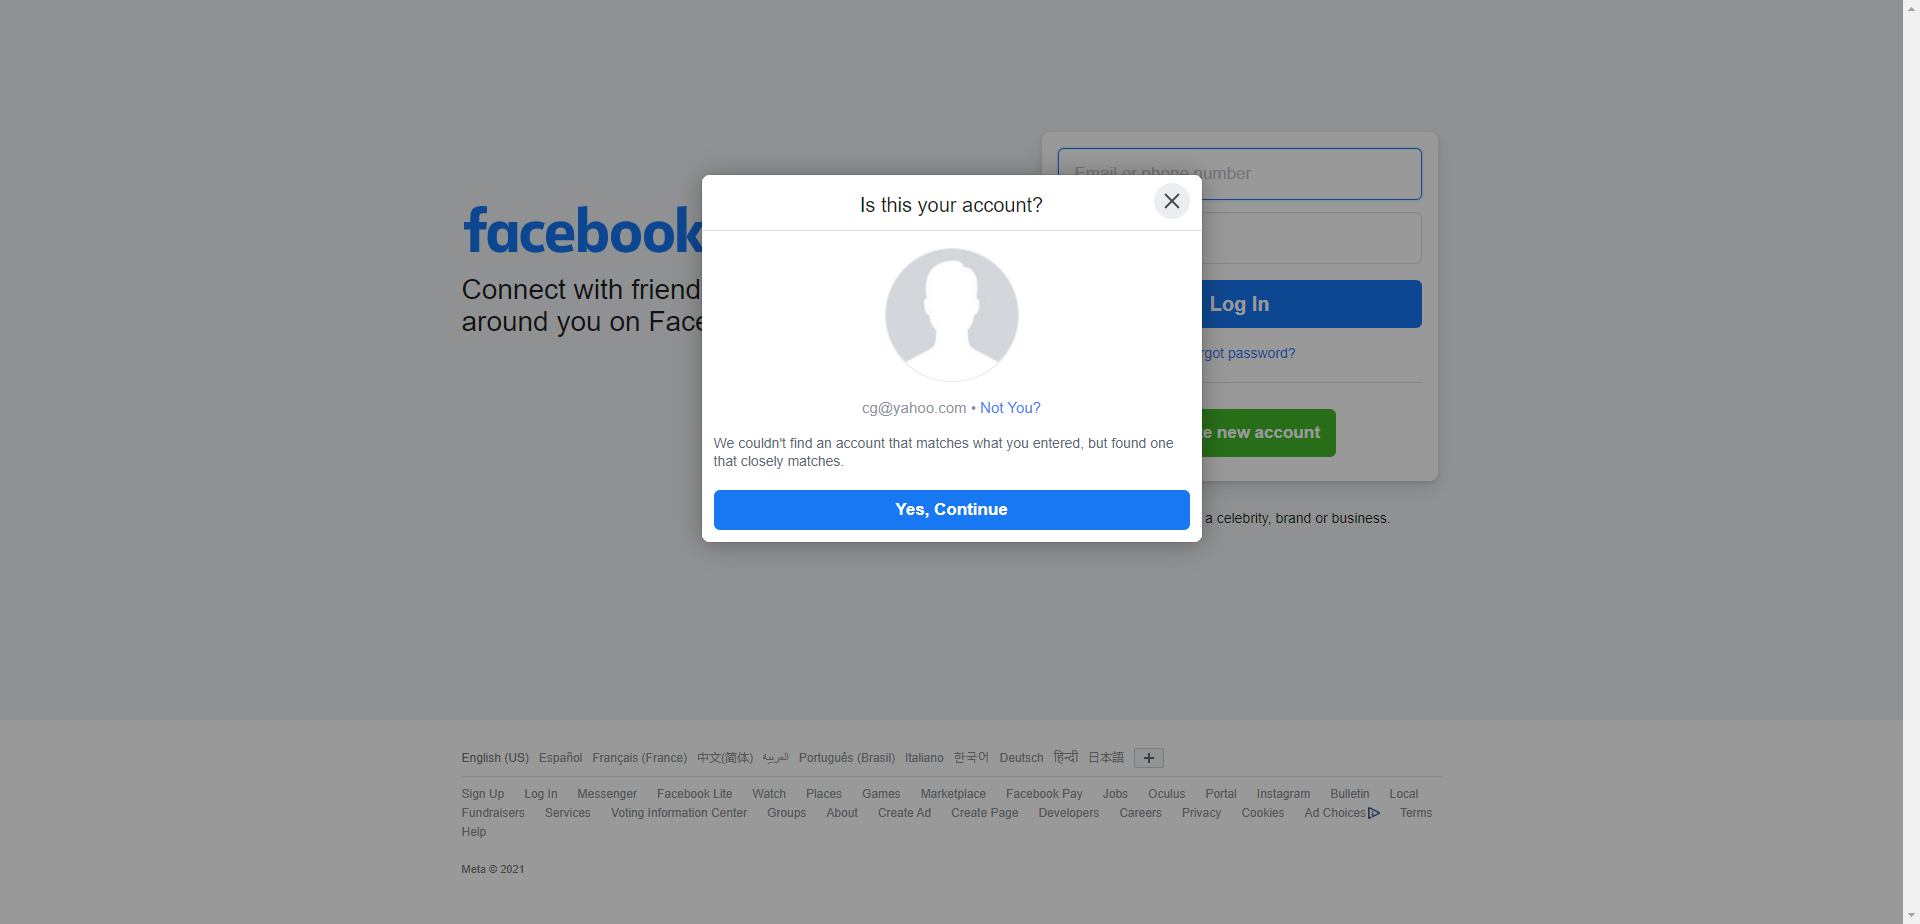 facebook
Connect with friend
around you on Face
Email or phone number
Log In
rgot password?
e new account
a celebrity, brand or business.
Is this your account?
cg@yahoo.com • Not You?
We couldn't find an account that matches what you entered, but found one
that closely matches.
Yes, Continue
English (US) Español Français (France) 中文(简体) العربية Português (Brasil) Italiano 한국어 Deutsch हिन्दी 日本語
Sign Up Log In Messenger Facebook Lite Watch Places Games Marketplace Facebook Pay Jobs Oculus Portal Instagram Bulletin Local
Fundraisers Services Voting Information Center Groups About Create Ad Create Page Developers Careers Privacy Cookies Ad Choices Terms
Help
Meta © 2021